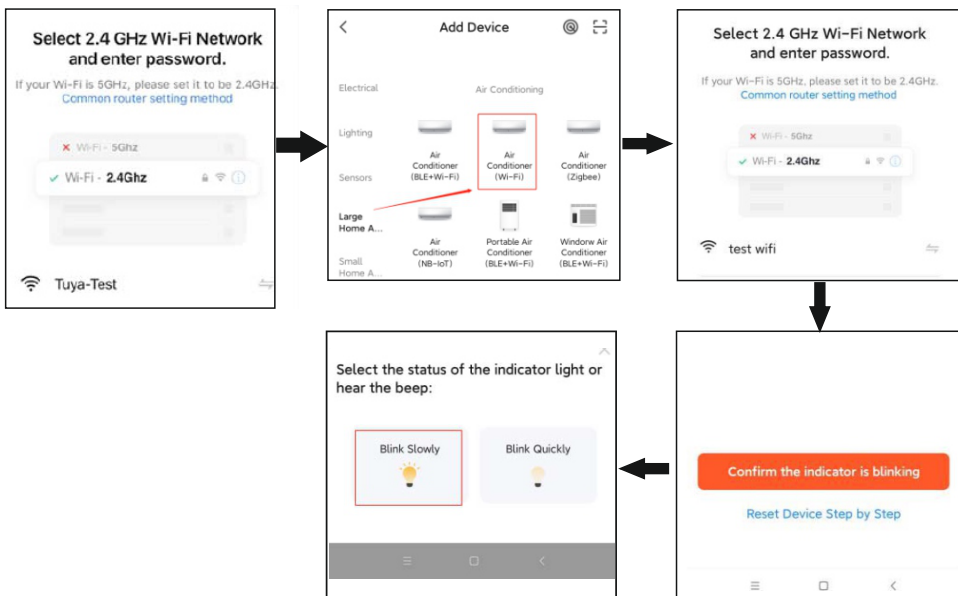 Select 2.4 GHz Wi-Fi Network
and enter password.
If your Wi-Fi is 5GHz, please set it to be 2.4GHz.
Common router setting method
Wi-Fi - 5Ghz
Wi-Fi - 2.4Ghz
Tuya-Test
Add Device
Electrical
Lighting
Sensors
Large
Home A...
Small
Home A...
Air Conditioning
Air
Conditioner
(BLE+Wi-Fi)
Air
Conditioner
(Wi-Fi)
Air
Conditioner
(Zigbee)
Air
Conditioner
(NB-IoT)
Portable Air
Conditioner
(BLE+Wi-Fi)
Windorw Air
Conditioner
(BLE+Wi-Fi)
Select 2.4 GHz Wi-Fi Network
and enter password.
If your Wi-Fi is 5GHz, please set it to be 2.4GHz.
Common router setting method
Wi-Fi - 5Ghz
Wi-Fi - 2.4Ghz
test wifi
Confirm the indicator is blinking
Reset Device Step by Step
Select the status of the indicator light or
hear the beep:
Blink Slowly
Blink Quickly